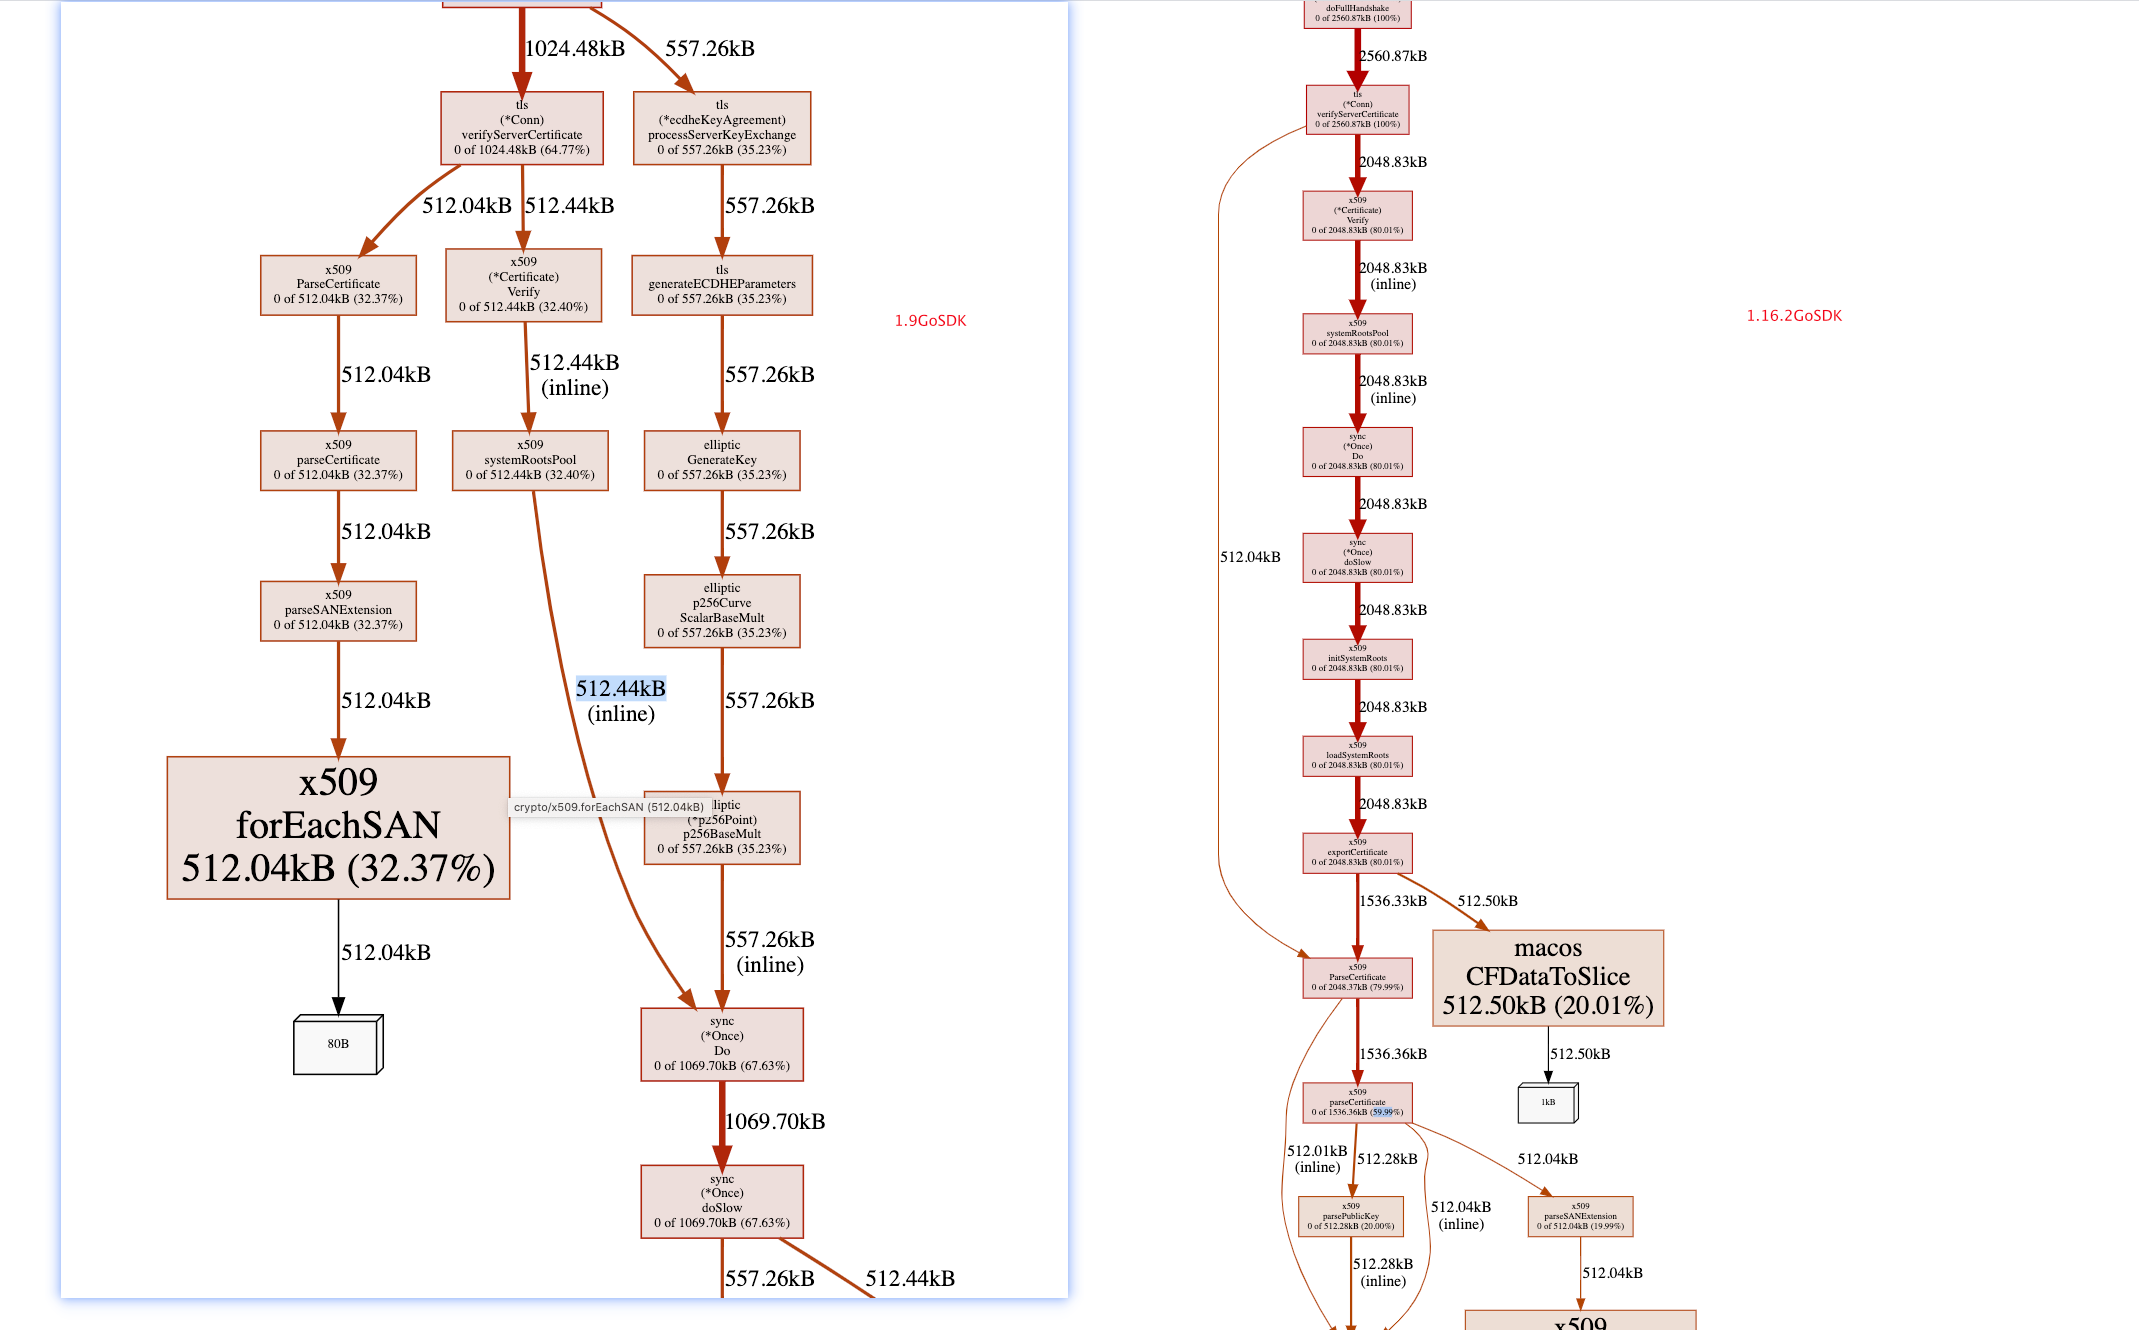 1024.48kB
557.26kB
tls
(*Conn)
verifyServerCertificate
0 of 1024.48kB (64.77%)
tls
(*ecdheKeyAgreement)
processServerKeyExchange
0 of 557.26kB (35.23%)
512.04kB
512.44kB
557.26kB
x509
ParseCertificate
0 of 512.04kB (32.37%)
x509
(*Certificate)
Verify
0 of 512.44kB (32.40%)
tls
generateECDHEParameters
0 of 557.26kB (35.23%)
1.9GoSDK
512.04kB
512.44kB
(inline)
557.26kB
x509
parseCertificate
0 of 512.04kB (32.37%)
x509
systemRootsPool
0 of 512.44kB (32.40%)
elliptic
GenerateKey
0 of 557.26kB (35.23%)
512.04kB
557.26kB
x509
parseSANExtension
0 of 512.04kB (32.37%)
elliptic
p256Curve
ScalarBaseMult
0 of 557.26kB (35.23%)
512.04kB
512.44kB
(inline)
557.26kB
x509
forEachSAN
512.04kB (32.37%)
crypto/x509.forEachSAN (512.04kB)
lliptic
(*p256Point)
p256BaseMult
0 of 557.26kB (35.23%)
512.04kB
557.26kB
(inline)
80B
sync
(*Once)
Do
0 of 1069.70kB (67.63%)
1069.70kB
sync
(*Once)
doSlow
0 of 1069.70kB (67.63%)
557.26kB
512.44kB
doFullHandshake
0 of 2560.87kB (100%)
2560.87kB
tls
(*Conn)
verifyServerCertificate
0 of 2560.87kB (100%)
2048.83kB
x509
(*Certificate)
Verify
0 of 2048.83kB (80.01%)
2048.83kB
(inline)
x509
systemRootsPool
0 of 2048.83kB (80.01%)
1.16.2GoSDK
2048.83kB
(inline)
sync
(*Once)
Do
0 of 2048.83kB (80.01%)
2048.83kB
sync
(*Once)
doSlow
0 of 2048.83kB (80.01%)
512.04kB
2048.83kB
x509
initSystemRoots
0 of 2048.83kB (80.01%)
2048.83kB
x509
loadSystemRoots
0 of 2048.83kB (80.01%)
2048.83kB
x509
exportCertificate
0 of 2048.83kB (80.01%)
1536.33kB
512.50kB
x509
ParseCertificate
0 of 2048.37kB (79.99%)
macos
CFDataToSlice
512.50kB (20.01%)
1536.36kB
512.50kB
x509
parseCertificate
0 of 1536.36kB (59.99%)
1kB
512.01kB
(inline)
512.28kB
512.04kB
(inline)
512.04kB
x509
parsePublicKey
0 of 512.28kB (20.00%)
x509
parseSANExtension
0 of 512.04kB (19.99%)
512.28kB
(inline)
512.04kB
x509